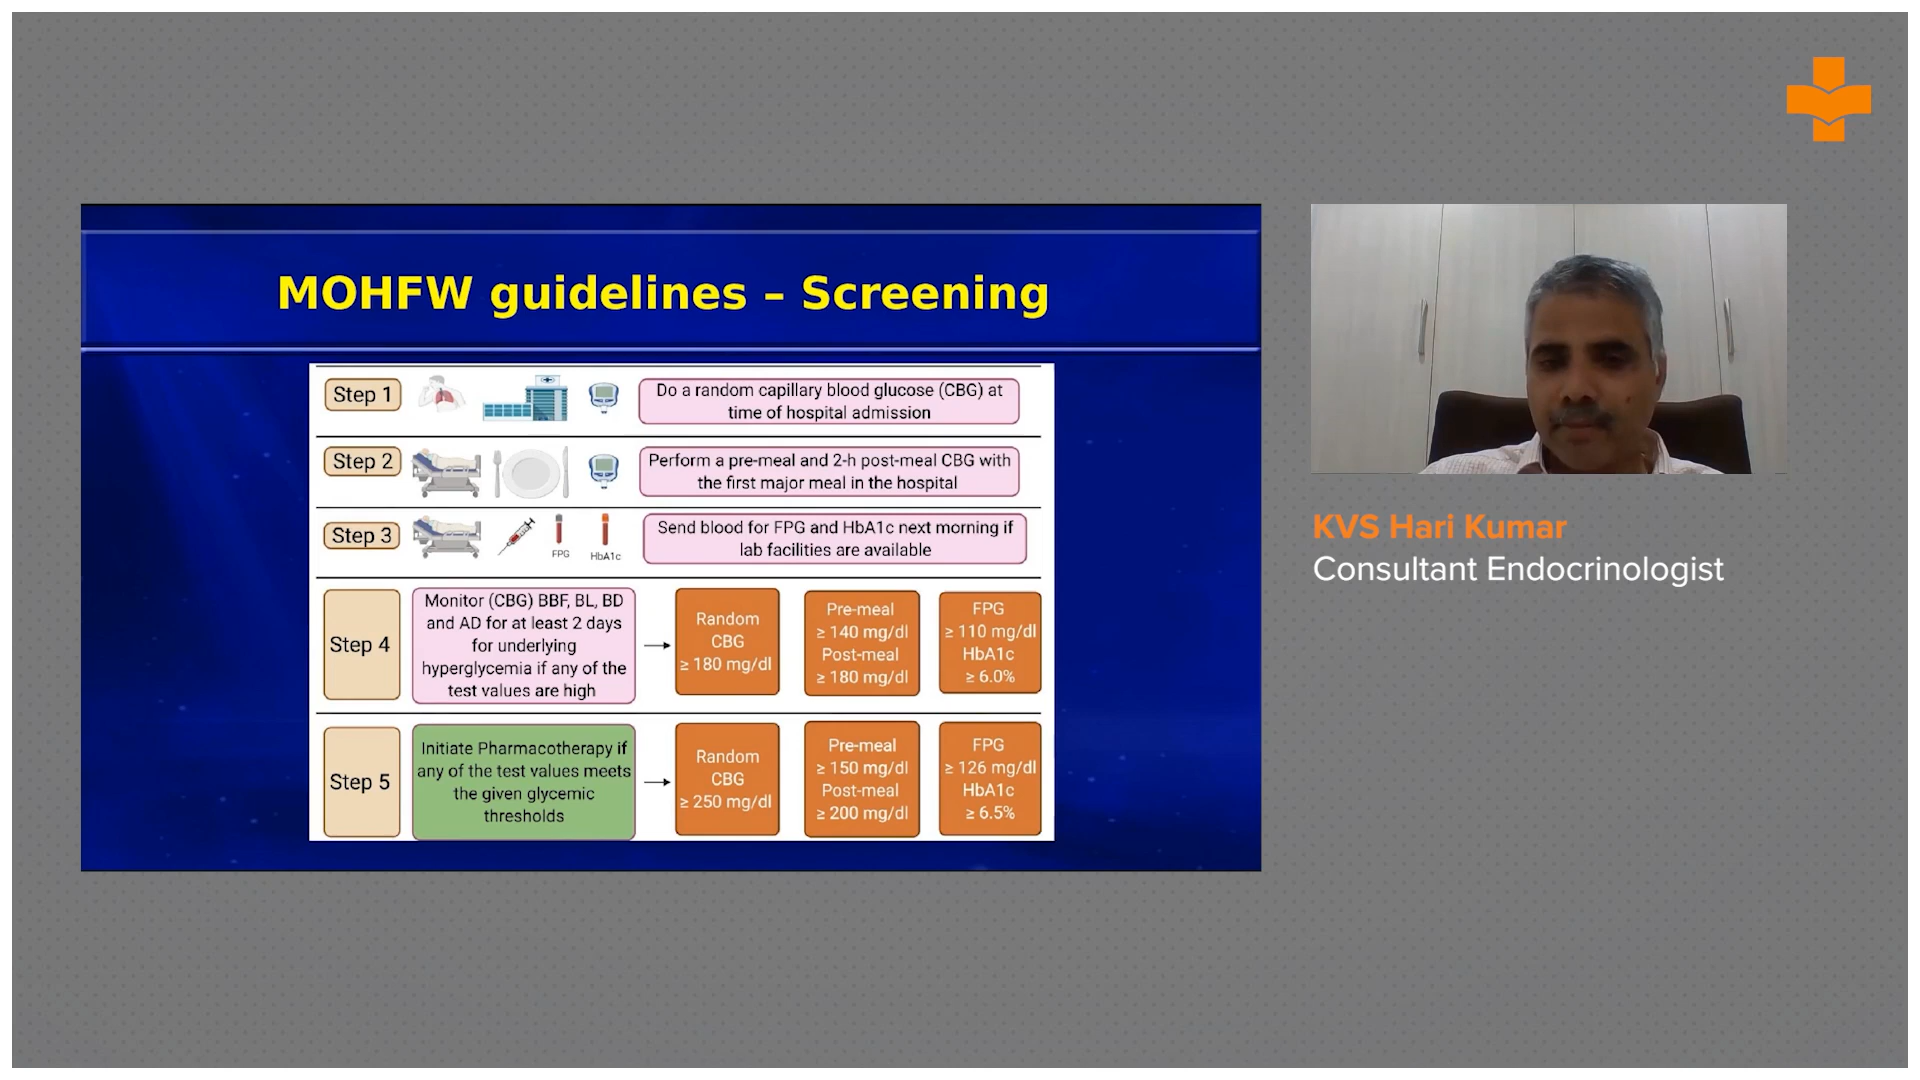 MOHFW guidelines – Screening
Step 1
Do a random capillary blood glucose (CBG) at
time of hospital admission
Step 2
Perform a pre-meal and 2-h post-meal CBG with
the first major meal in the hospital
Step 3
FPG
HbA1c
Send blood for FPG and HbA1c next morning if
lab facilities are available
Step 4
Monitor (CBG) BBF, BL, BD
and AD for at least 2 days
for underlying
hyperglycemia if any of the
test values are high
Random
CBG
≥ 180 mg/dl
Pre-meal
≥ 140 mg/dl
Post-meal
≥ 180 mg/dl
FPG
≥ 110 mg/dl
HbA1c
≥ 6.0%
Step 5
Initiate Pharmacotherapy if
any of the test values meets
the given glycemic
thresholds
Random
CBG
≥ 250 mg/dl
Pre-meal
≥ 150 mg/dl
Post-meal
≥ 200 mg/dl
FPG
≥ 126 mg/dl
HbA1c
≥ 6.5%
KVS Hari Kumar
Consultant Endocrinologist